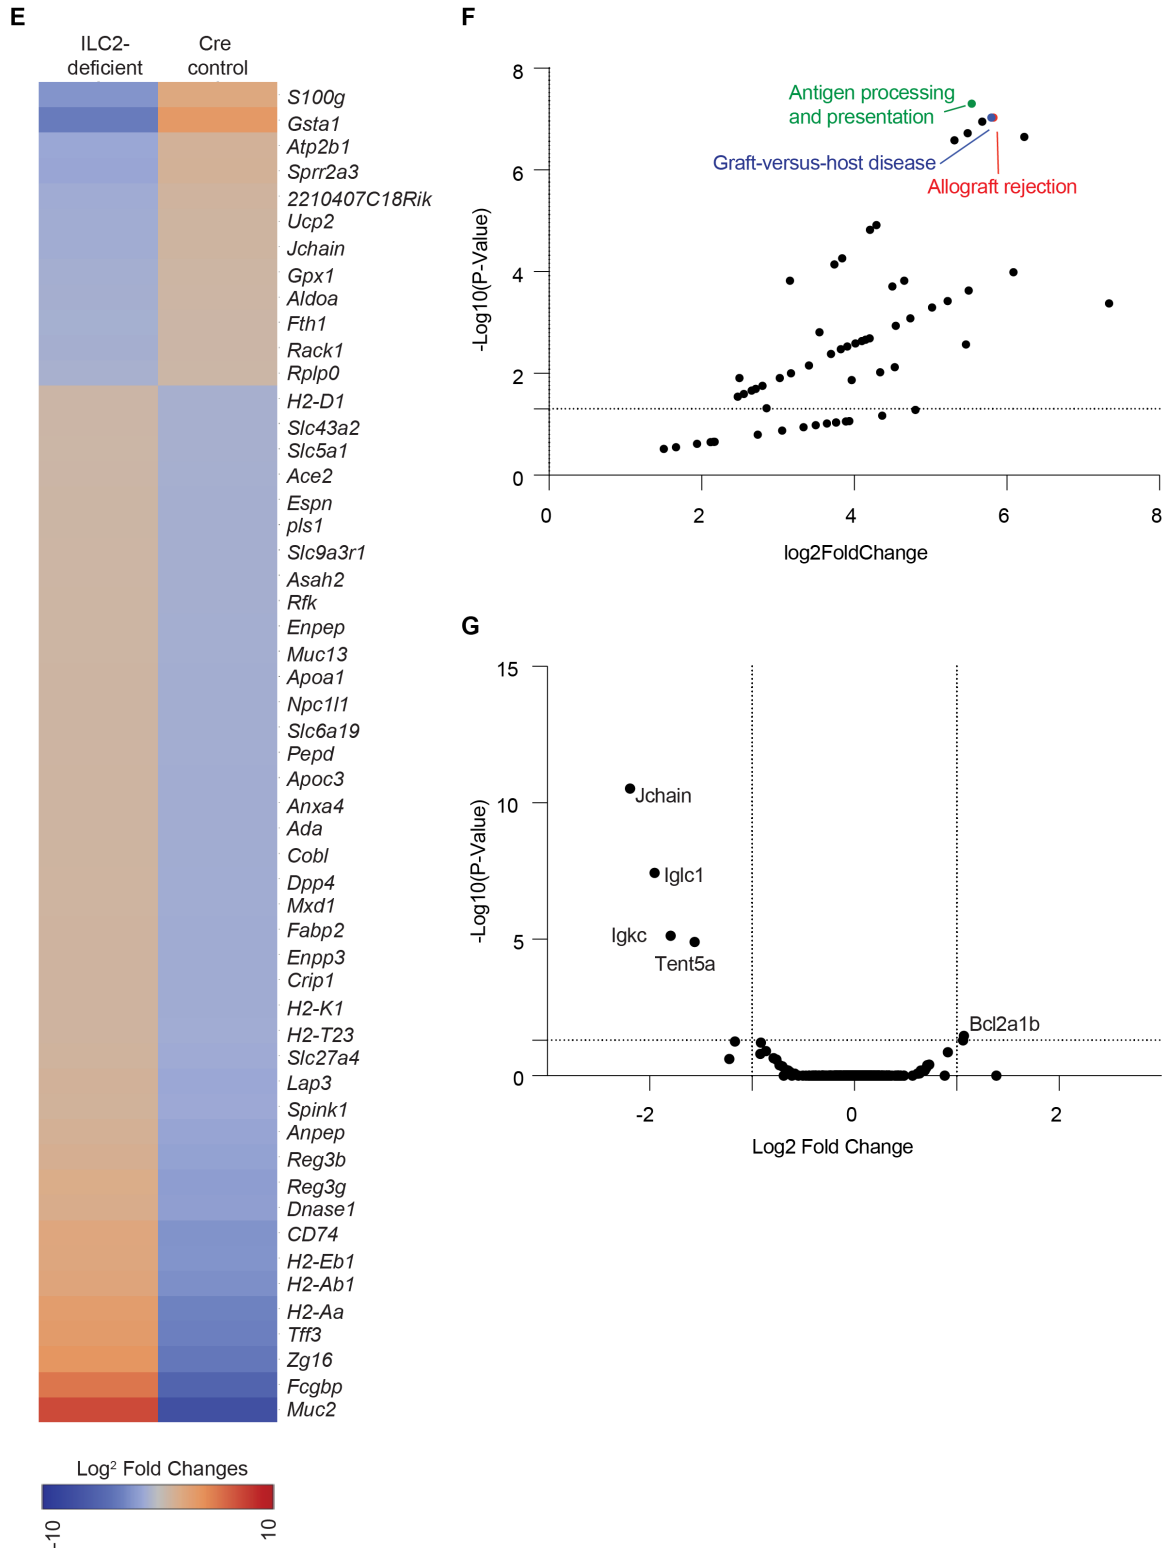 E
ILC2-
deficient
Cre
control
S100g
Gsta1
Atp2b1
Sprr2a3
2210407C18Rik
Ucp2
Jchain
Gpx1
Aldoa
Fth1
Rack1
Rplp0
H2-D1
Slc43a2
Slc5a1
Ace2
Espn
pls1
Slc9a3r1
Asah2
Rfk
Enpep
Muc13
Apoa1
Npc1l1
Slc6a19
Pepd
Apoc3
Anxa4
Ada
Cobl
Dpp4
Mxd1
Fabp2
Enpp3
Crip1
H2-K1
H2-T23
Slc27a4
Lap3
Spink1
Anpep
Reg3b
Reg3g
Dnase1
CD74
H2-Eb1
H2-Ab1
H2-Aa
Tff3
Zg16
Fcgbp
Muc2
Log² Fold Changes
-10
10
F
8
6
4
2
0
-Log10(P-Value)
Antigen processing
and presentation
Graft-versus-host disease
Allograft rejection
0
2
4
6
8
log2FoldChange
G
15
10
5
0
-Log10(P-Value)
Jchain
Iglc1
Igkc
Tent5a
Bcl2a1b
-2
0
2
Log2 Fold Change